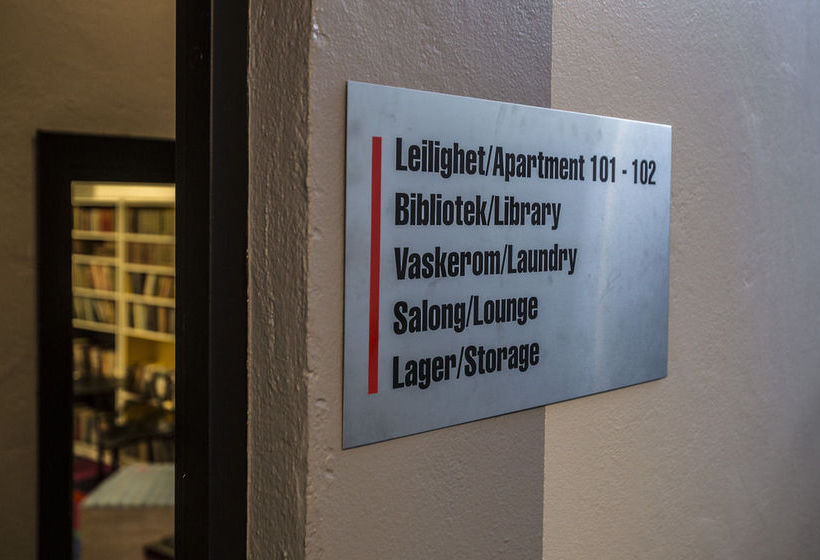 Leilighet/Apartment 101 - 102
Bibliotek/Library
Vaskerom/Laundry
Salong/Lounge
Lager/Storage